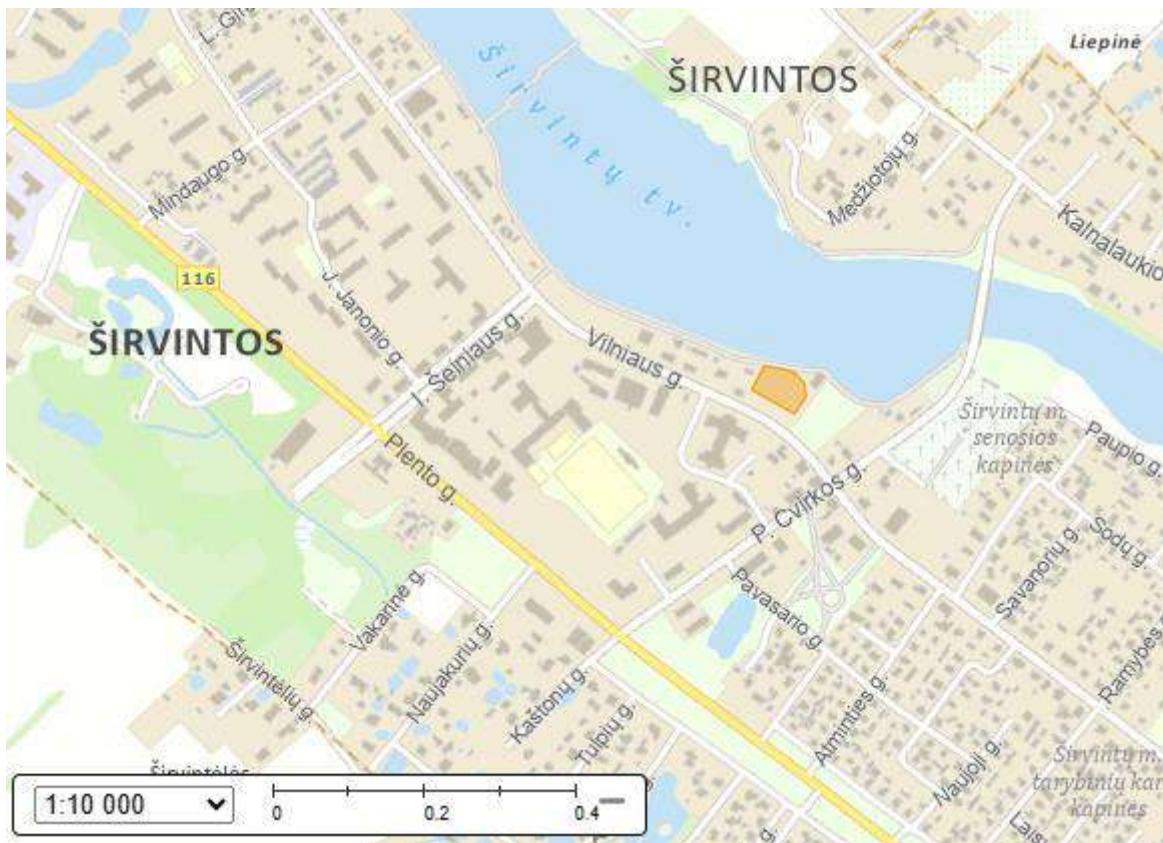 L. Gira
Liepinė
ŠIRVINTOS
Širvintų tv.
Medžiotojų g.
Mindaugo g.
Kalnalaukio
116
J. Janonio g.
ŠIRVINTOS
I. Šeiniaus g.
Vilniaus g.
Širvintų m.
senosios
kapinės
Paupio g.
Plento g.
P. Cvirkos g.
Sodų g.
Savanorių g.
Vakarinė g.
Pavasario g.
Naujakurių g.
Širvintėlių g.
Ramybės
Kaštonų g.
Atminties g.
Tulpių g.
Naujoji g.
Širvintų m.
tarybinių kar
kapinės
Širvintėlės
1:10 000
0 0.2 0.4
g.
Lais